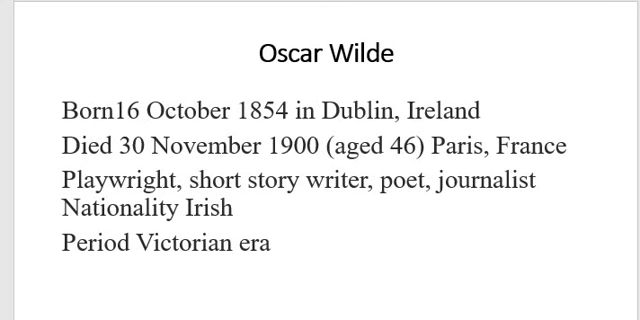 Oscar Wilde
Born16 October 1854 in Dublin, Ireland
Died 30 November 1900 (aged 46) Paris, France
Playwright, short story writer, poet, journalist
Nationality Irish
Period Victorian era